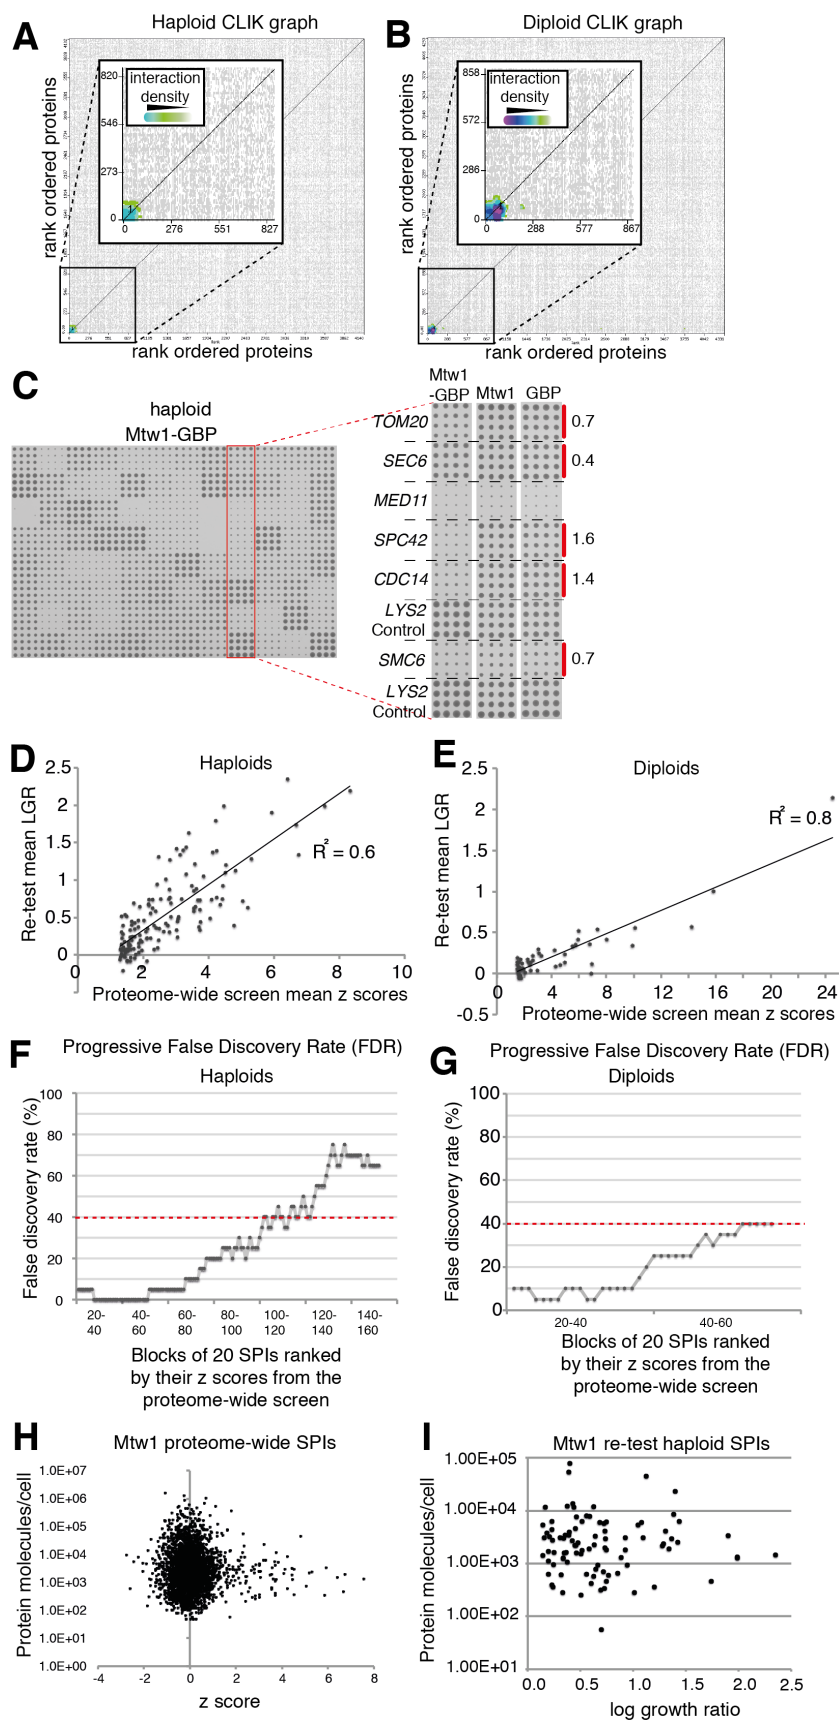 A
Haploid CLIK graph
rank ordered proteins
interaction
density
820
546
273
0
0 276 551 827
1
rank ordered proteins
B
Diploid CLIK graph
rank ordered proteins
interaction
density
858
572
286
0
0 288 577 867
rank ordered proteins
C
haploid
Mtw1-GBP
Mtw1
-GBP Mtw1 GBP
TOM20 0.7
SEC6 0.4
MED11
SPC42 1.6
CDC14 1.4
LYS2
Control
SMC6 0.7
LYS2
Control
D
Haploids
Re-test mean LGR
2.5
2
1.5
1
0.5
0
R² = 0.6
2 4 6 8 10
Proteome-wide screen mean z scores
E
Diploids
Re-test mean LGR
2.5
2
1.5
1
0.5
0
-0.5
R² = 0.8
0 4 8 12 16 20 24
Proteome-wide screen mean z scores
F
Progressive False Discovery Rate (FDR)
Haploids
False discovery rate (%)
100
80
60
40
20
0
20- 40- 60- 80- 100- 120- 140-
40 60 80 100 120 140 160
Blocks of 20 SPIs ranked
by their z scores from the
proteome-wide screen
G
Progressive False Discovery Rate (FDR)
Diploids
False discovery rate (%)
100
80
60
40
20
0
20-40 40-60
Blocks of 20 SPIs ranked
by their z scores from the
proteome-wide screen
H
Mtw1 proteome-wide SPIs
Protein molecules/cell
1.0E+07
1.0E+06
1.0E+05
1.0E+04
1.0E+03
1.0E+02
1.0E+01
1.0E+00
-4 -2 0 2 4 6 8
z score
I
Mtw1 re-test haploid SPIs
Protein molecules/cell
1.00E+05
1.00E+04
1.00E+03
1.00E+02
1.00E+01
0.0 0.5 1.0 1.5 2.0 2.5
log growth ratio